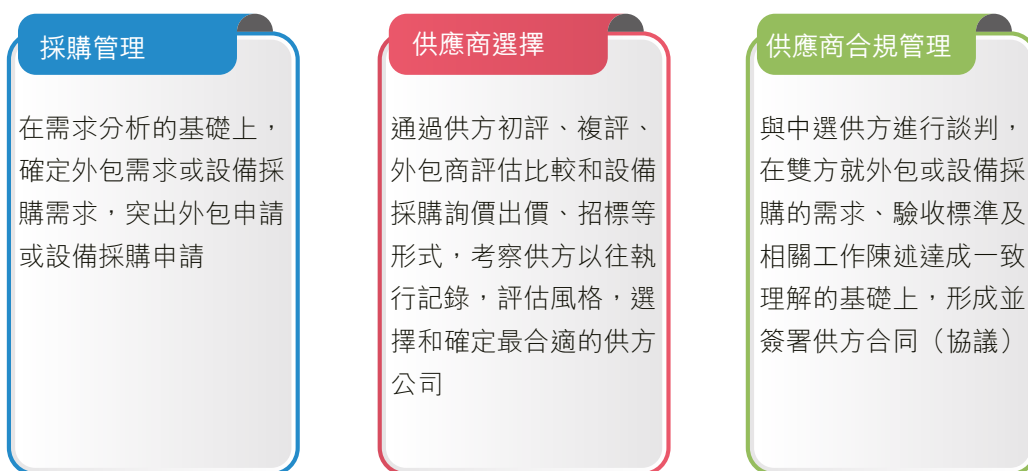 採購管理
在需求分析的基礎上，
確定外包需求或設備採
購需求，突出外包申請
或設備採購申請
供應商選擇
通過供方初評、複評、
外包商評估比較和設備
採購詢價出價、招標等
形式，考察供方以往執
行記錄，評估風格，選
擇和確定最合適的供方
公司
供應商合規管理
與中選供方進行談判，
在雙方就外包或設備採
購的需求、驗收標準及
相關工作陳述達成一致
理解的基礎上，形成並
簽署供方合同（協議）